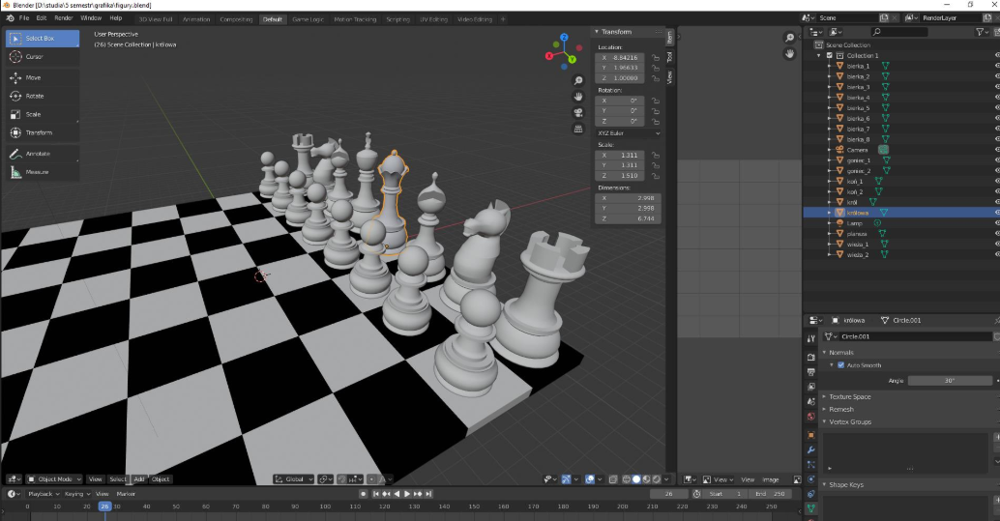 Blender [D:\studia\5 semestr\grafika\figury.blend]
File Edit Render Window Help
3D View Full Animation Compositing Default Game Logic Motion Tracking Scripting UV Editing Video Editing +
Scene RenderLayer
Select Box
Cursor
Move
Rotate
Scale
Transform
Annotate
Measure
User Perspective
(26) Scene Collection | królowa
Z
X
Y
Transform
Location:
X -8.84216
Y 1.96633
Z 1.00000
Rotation:
X 0°
Y 0°
Z 0°
XYZ Euler
Scale:
X 1.311
Y 1.311
Z 1.510
Dimensions:
X 2.998
Y 2.998
Z 6.744
Item
Tool
View
Scene Collection
Collection 1
bierka_1
bierka_2
bierka_3
bierka_4
bierka_5
bierka_6
bierka_7
bierka_8
Camera
goniec_1
goniec_2
koń_1
koń_2
król
królowa
Lamp
plansza
wieża_1
wieża_2
królowa Circle.001
Circle.001
Normals
Auto Smooth
Angle 30°
Texture Space
Remesh
Vertex Groups
Shape Keys
Object Mode View Select Add Object
Global
View View Image
Playback Keying View Marker
26 Start 1 End 250
0 10 20 26 30 40 50 60 70 80 90 100 110 120 130 140 150 160 170 180 190 200 210 220 230 240 250